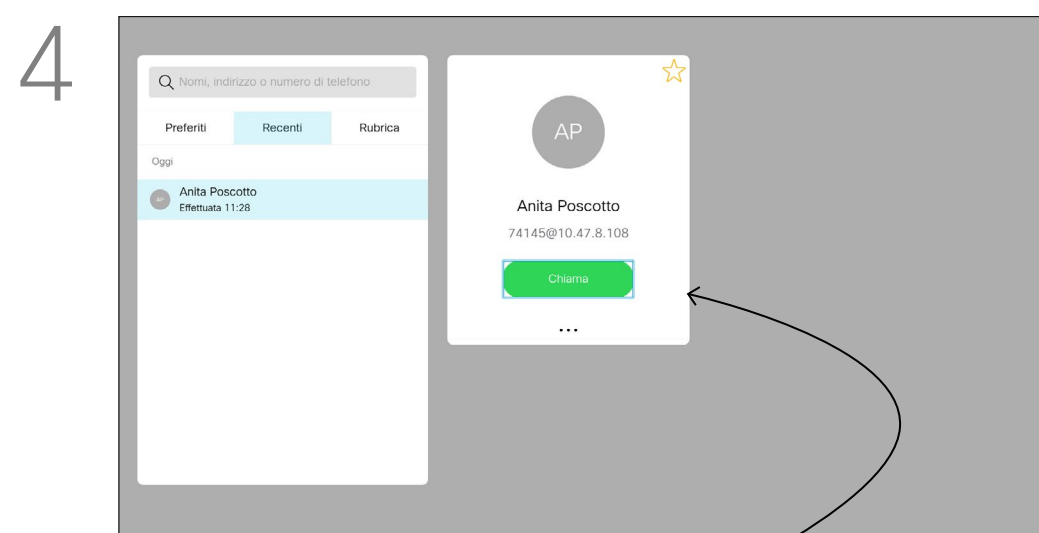 4
Nomi, indirizzo o numero di telefono
Preferiti Recenti Rubrica
Oggi
AP
Anita Poscotto
Effettuata 11:28
AP
Anita Poscotto
74145@10.47.8.108
Chiama
...